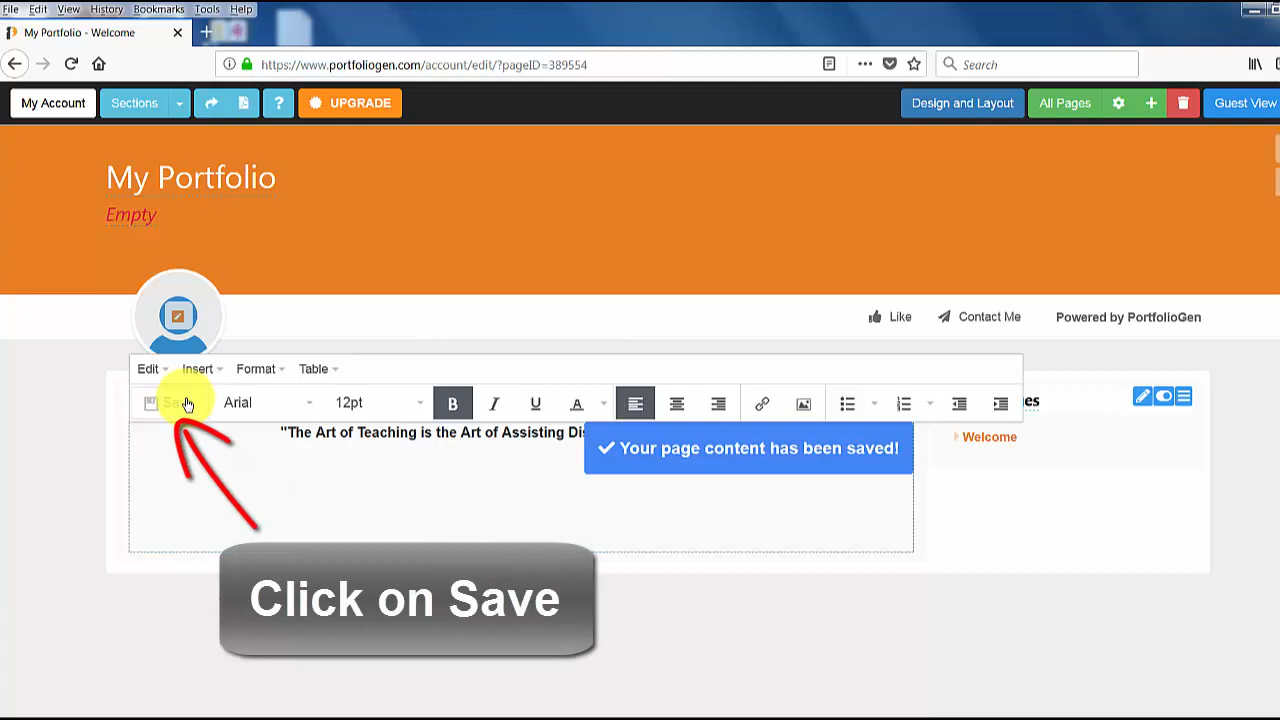 File Edit View History Bookmarks Tools Help
My Portfolio - Welcome
https://www.portfoliogen.com/account/edit/?pageID=389554
Search
My Account Sections ? UPGRADE Design and Layout All Pages Guest View
My Portfolio
Empty
Like Contact Me Powered by PortfolioGen
Edit Insert Format Table
Arial 12pt B I U A
"The Art of Teaching is the Art of Assisting
Your page content has been saved!
Welcome
Click on Save